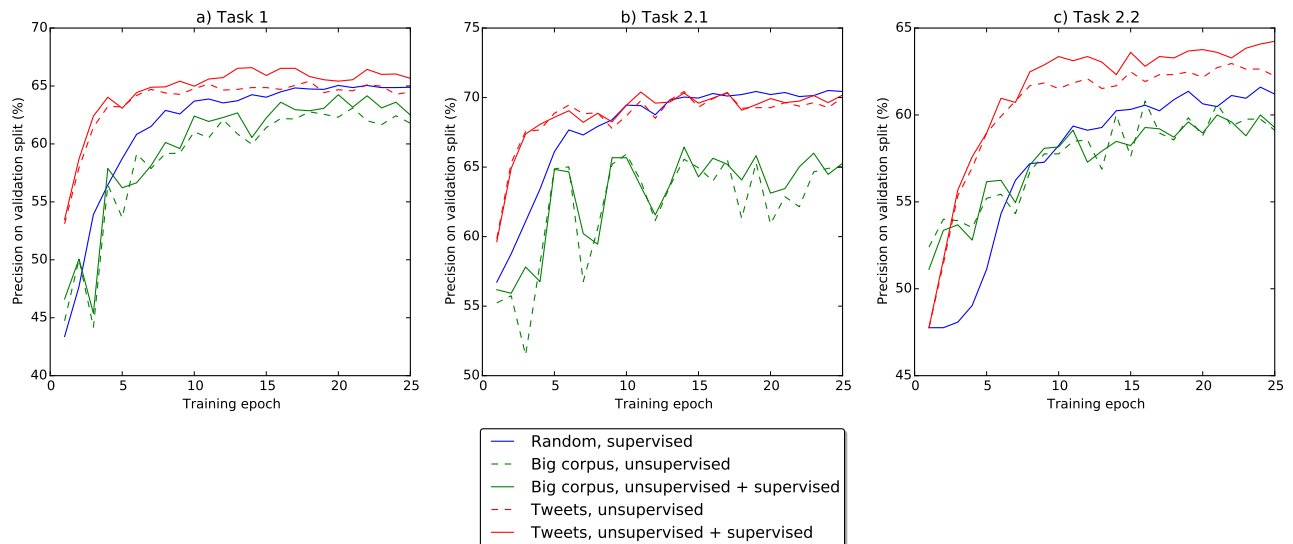 a) Task 1
70
65
60
55
50
45
40
0
5
10
15
20
25
Training epoch
Precision on validation split (%)
b) Task 2.1
75
70
65
60
55
50
0
5
10
15
20
25
Training epoch
Precision on validation split (%)
c) Task 2.2
65
60
55
50
45
0
5
10
15
20
25
Training epoch
Precision on validation split (%)
Random, supervised
Big corpus, unsupervised
Big corpus, unsupervised + supervised
Tweets, unsupervised
Tweets, unsupervised + supervised